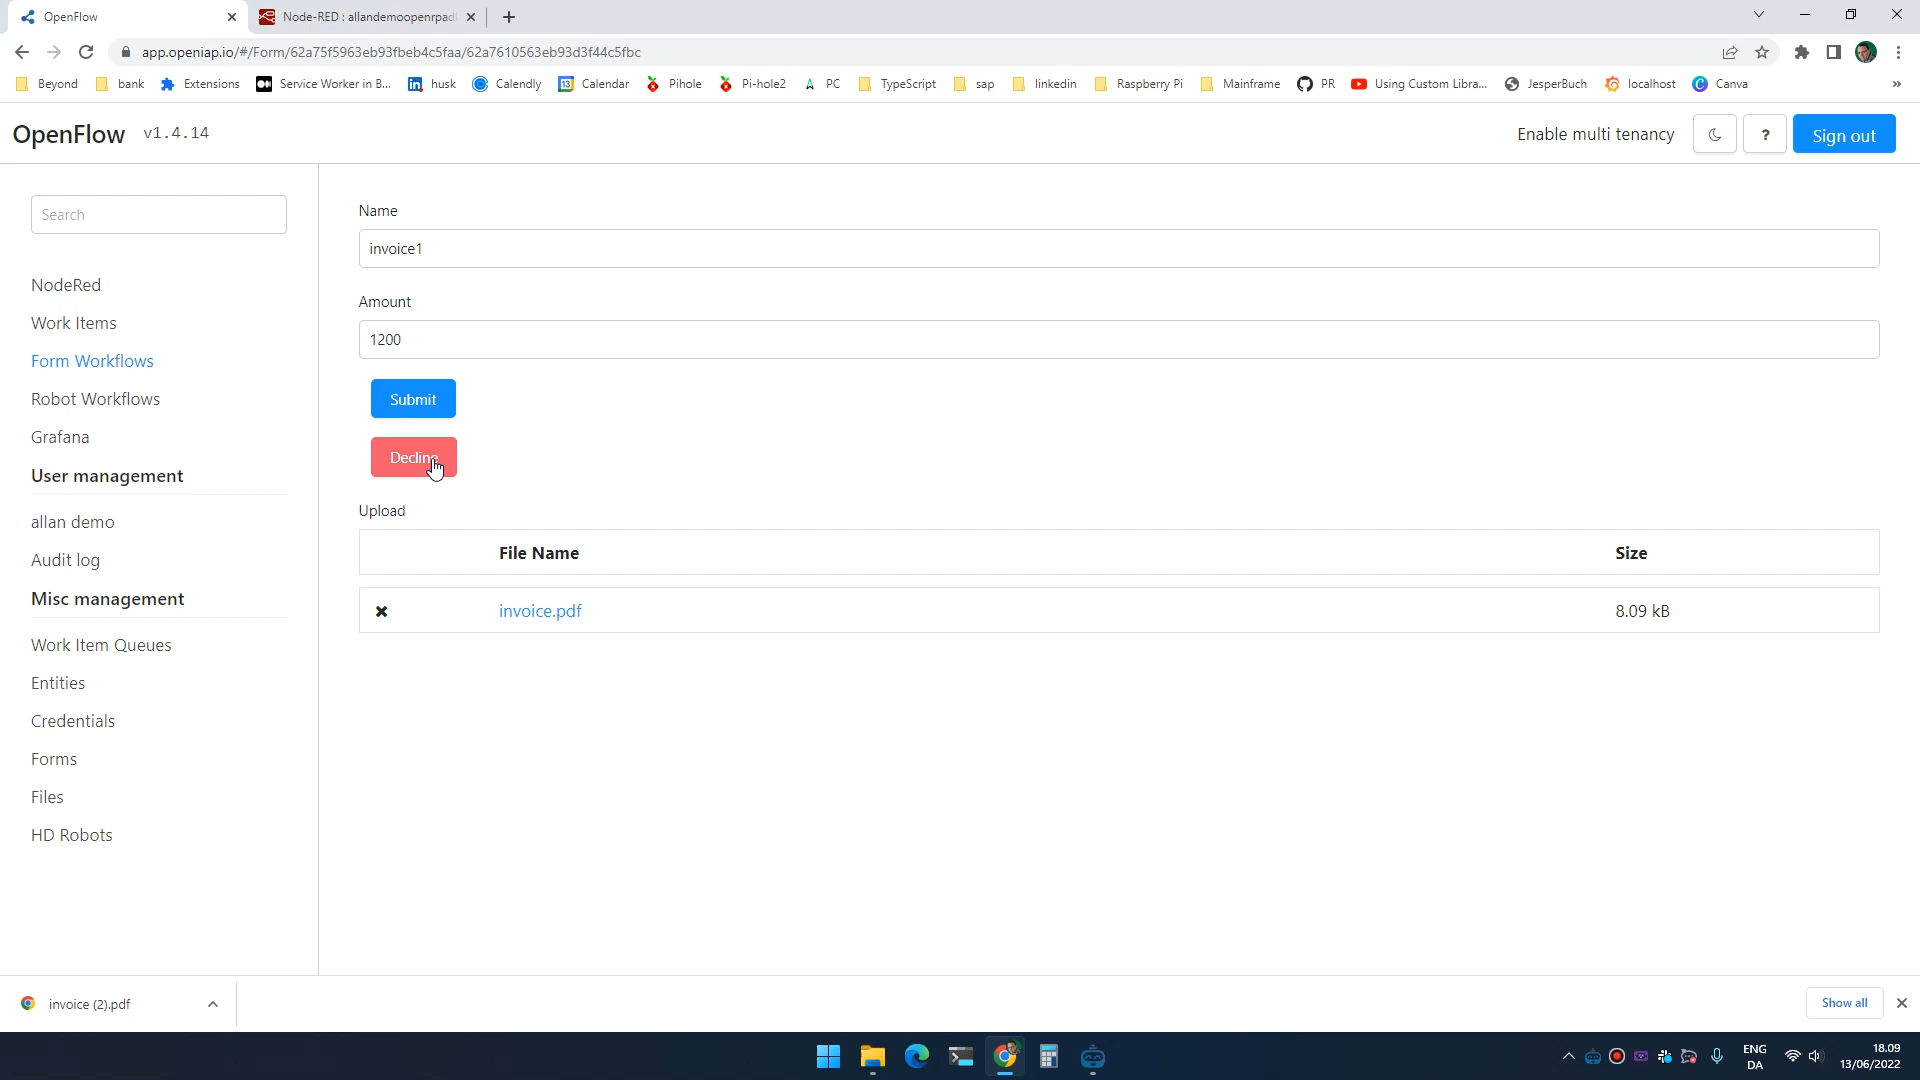 OpenFlow
Node-RED : allandemoopenrpad
app.openiap.io/#/Form/62a75f5963eb93fbeb4c5faa/62a7610563eb93d3f44c5fbc
Beyond
bank
Extensions
Service Worker in B...
husk
Calendly
Calendar
Pihole
Pi-hole2
PC
TypeScript
sap
linkedin
Raspberry Pi
Mainframe
PR
Using Custom Libra...
JesperBuch
localhost
Canva
»
OpenFlow v1.4.14
Enable multi tenancy
?
Sign out
Search
NodeRed
Work Items
Form Workflows
Robot Workflows
Grafana
User management
allan demo
Audit log
Misc management
Work Item Queues
Entities
Credentials
Forms
Files
HD Robots
Name
invoice1
Amount
1200
Submit
Decline
Upload
File Name Size
invoice.pdf 8.09 kB
invoice (2).pdf
Show all
ENG
DA
18.09
13/06/2022